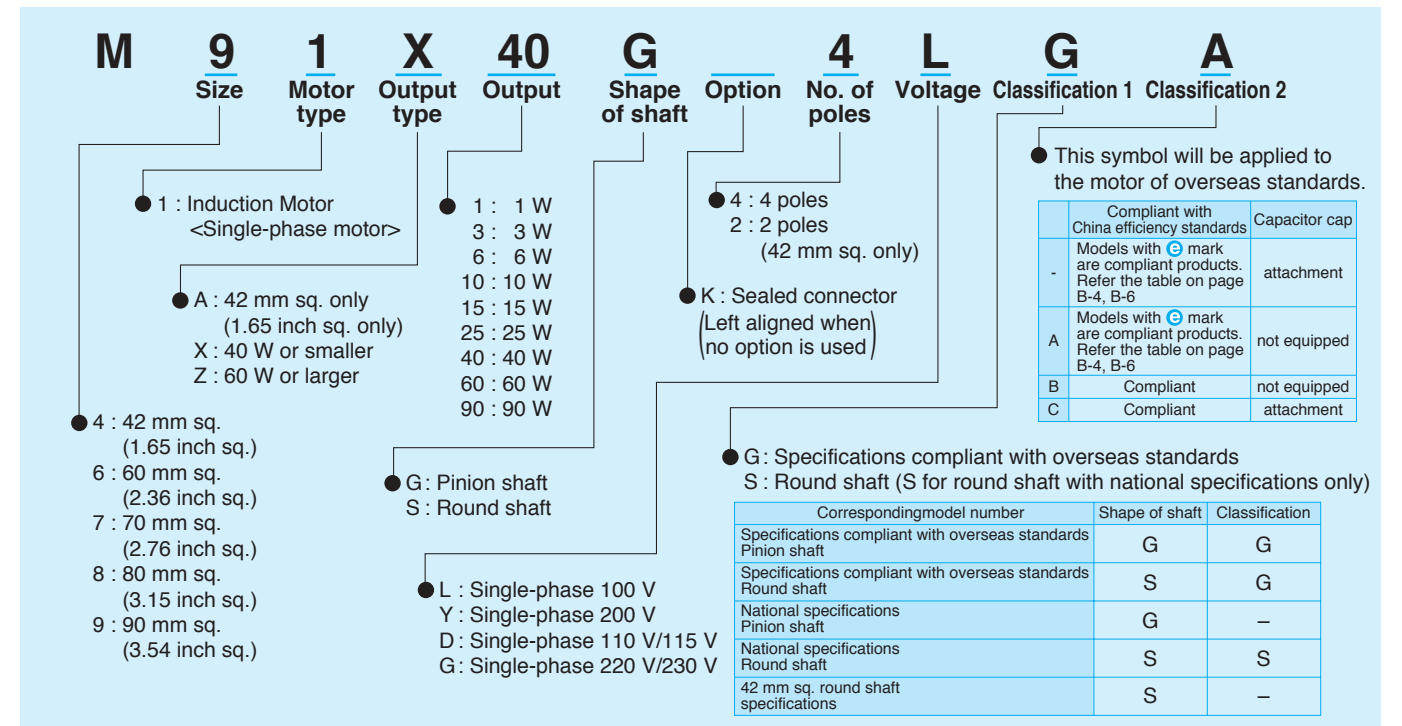 M 9 1 X 40 G 4 L G A
Size Motor type Output type Output Shape of shaft Option No. of poles Voltage Classification 1 Classification 2
1 : Induction Motor
<Single-phase motor>
A : 42 mm sq. only
(1.65 inch sq. only)
X : 40 W or smaller
Z : 60 W or larger
4 : 42 mm sq.
(1.65 inch sq.)
6 : 60 mm sq.
(2.36 inch sq.)
7 : 70 mm sq.
(2.76 inch sq.)
8 : 80 mm sq.
(3.15 inch sq.)
9 : 90 mm sq.
(3.54 inch sq.)
1 : 1 W
3 : 3 W
6 : 6 W
10 : 10 W
15 : 15 W
25 : 25 W
40 : 40 W
60 : 60 W
90 : 90 W
G : Pinion shaft
S : Round shaft
L : Single-phase 100 V
Y : Single-phase 200 V
D : Single-phase 110 V/115 V
G : Single-phase 220 V/230 V
4 : 4 poles
2 : 2 poles
(42 mm sq. only)
K : Sealed connector
(Left aligned when
no option is used)
This symbol will be applied to
the motor of overseas standards.
Compliant with
China efficiency standards Capacitor cap
Models with e mark
are compliant products.
- Refer the table on page attachment
B-4, B-6
Models with e mark
are compliant products.
A Refer the table on page not equipped
B-4, B-6
B Compliant not equipped
C Compliant attachment
G : Specifications compliant with overseas standards
S : Round shaft (S for round shaft with national specifications only)
Correspondingmodel number Shape of shaft Classification
Specifications compliant with overseas standards
Pinion shaft G G
Specifications compliant with overseas standards
Round shaft S G
National specifications
Pinion shaft G –
National specifications
Round shaft S S
42 mm sq. round shaft
specifications S –